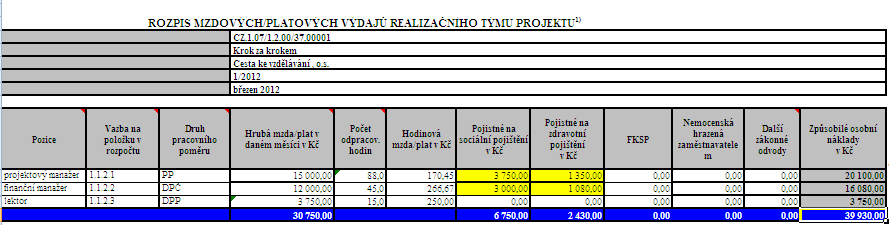 ROZPIS MZDOVÝCH/PLATOVÝCH VÝDAJŮ REALIZAČNÍHO TÝMU PROJEKTU1)
CZ.1.07/1.2.00/37.00001
Krok za krokem
Cesta ke vzdělávání , o.s.
1/2012
březen 2012
Pozice Vazba na položku v rozpočtu Druh pracovního poměru Hrubá mzda/plat v daném měsíci v Kč Počet odpracov. hodin Hodinová mzda/plat v Kč Pojistné na sociální pojištění v Kč Pojistné na zdravotní pojištění v Kč FKSP Nemocenská hrazená zaměstnavatelem Další zákonné odvody Způsobilé osobní náklady v Kč
projektový manažer 1.1.2.1 PP 15 000,00 88,0 170,45 3 750,00 1 350,00 0,00 0,00 0,00 20 100,00
finanční manažer 1.1.2.2 DPČ 12 000,00 45,0 266,67 3 000,00 1 080,00 0,00 0,00 0,00 16 080,00
lektor 1.1.2.3 DPP 3 750,00 15,0 250,00 0,00 0,00 0,00 0,00 0,00 3 750,00
30 750,00 6 750,00 2 430,00 0,00 0,00 0,00 39 930,00